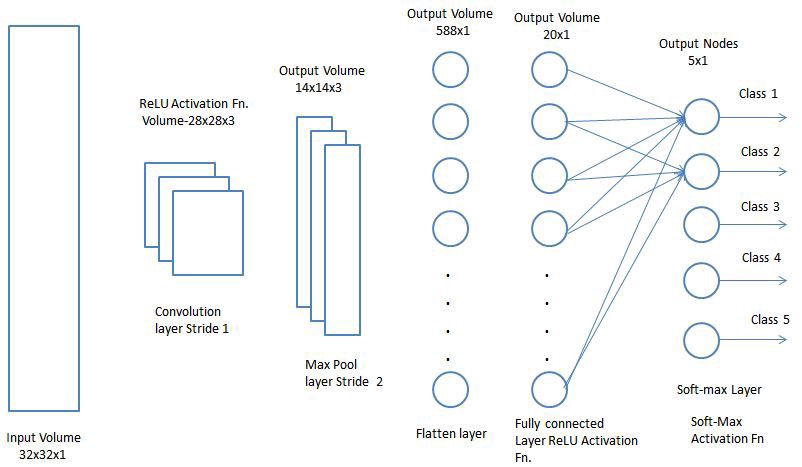 Input Volume
32x32x1
ReLU Activation Fn.
Volume-28x28x3
Convolution
layer Stride 1
Output Volume
14x14x3
Max Pool
layer Stride 2
Output Volume
588x1
Flatten layer
Output Volume
20x1
Fully connected
Layer ReLU Activation
Fn.
Output Nodes
5x1
Class 1
Class 2
Class 3
Class 4
Class 5
Soft-max Layer
Soft-Max
Activation Fn